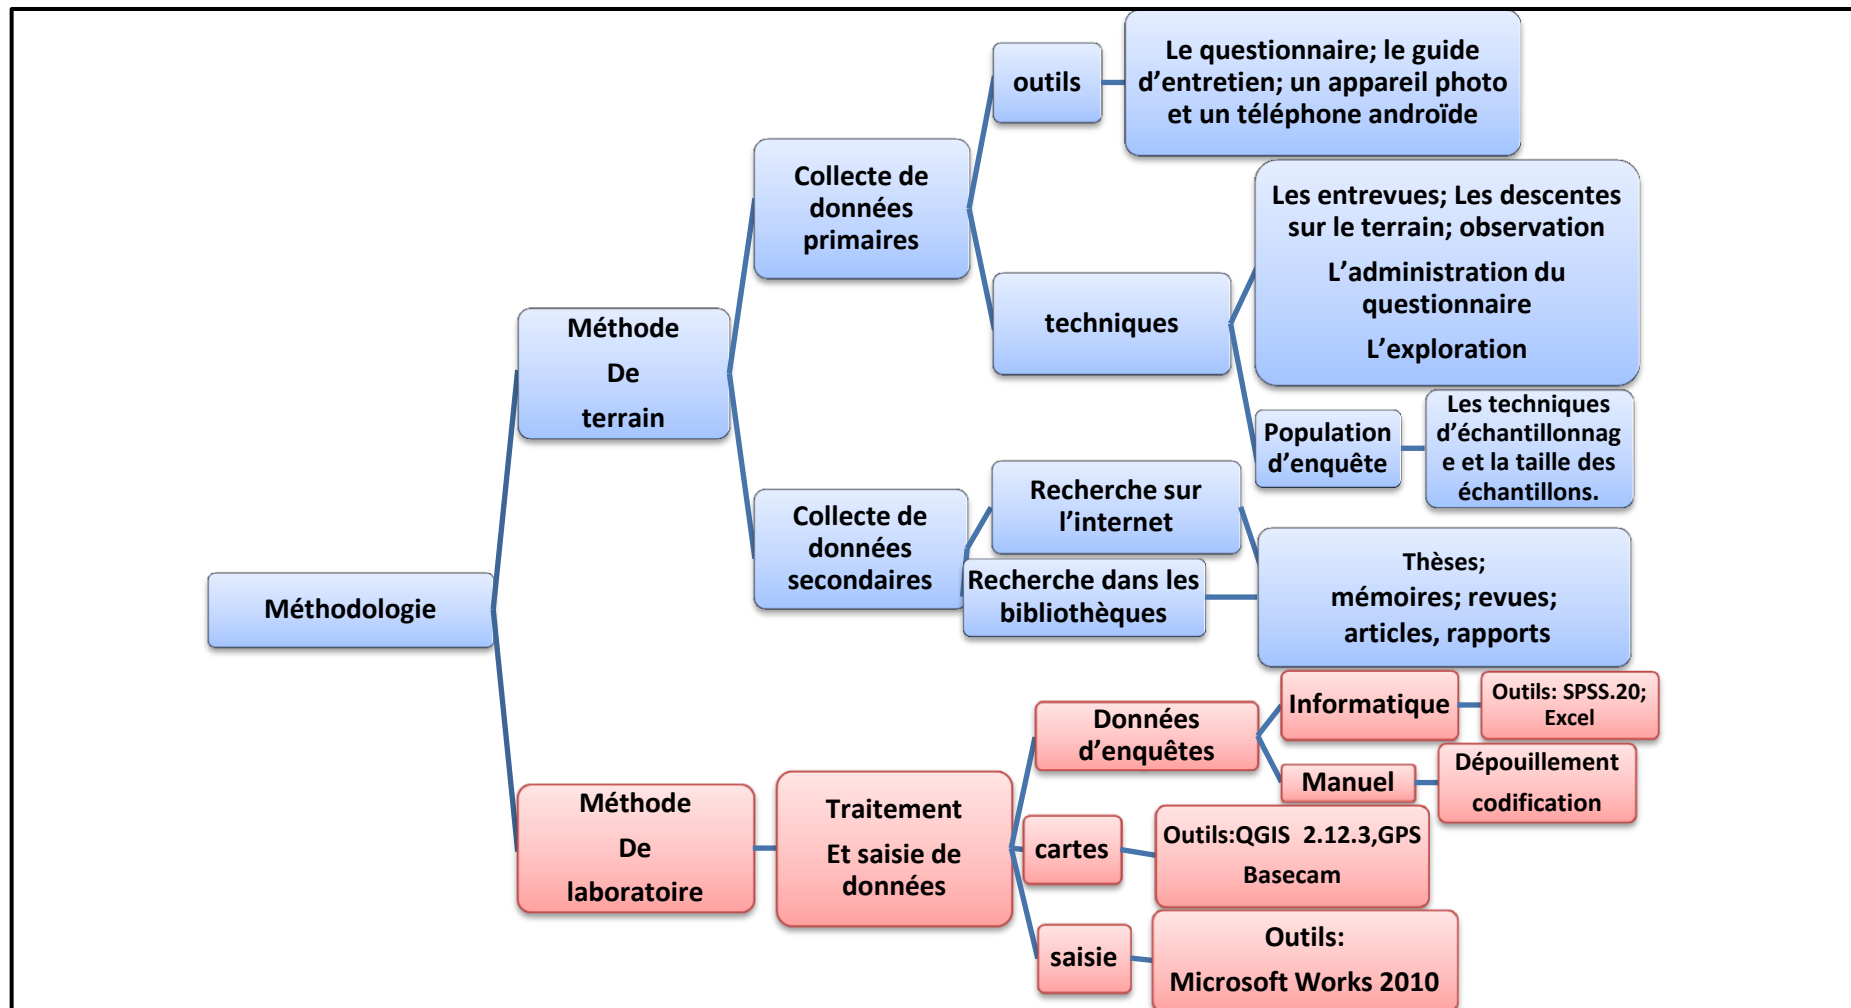 Méthodologie
Méthode
De
terrain
Collecte de
données
primaires
outils
Le questionnaire; le guide
d’entretien; un appareil photo
et un téléphone androïde
techniques
Les entrevues; Les descentes
sur le terrain; observation
L’administration du
questionnaire
L’exploration
Population
d’enquête
Les techniques
d’échantillonnag
e et la taille des
échantillons.
Collecte de
données
secondaires
Recherche sur
l’internet
Recherche dans les
bibliothèques
Thèses;
mémoires; revues;
articles, rapports
Méthode
De
laboratoire
Traitement
Et saisie de
données
Données
d’enquêtes
Informatique
Outils: SPSS.20;
Excel
Manuel
Dépouillement
codification
cartes
Outils:QGIS 2.12.3,GPS
Basecam
saisie
Outils:
Microsoft Works 2010